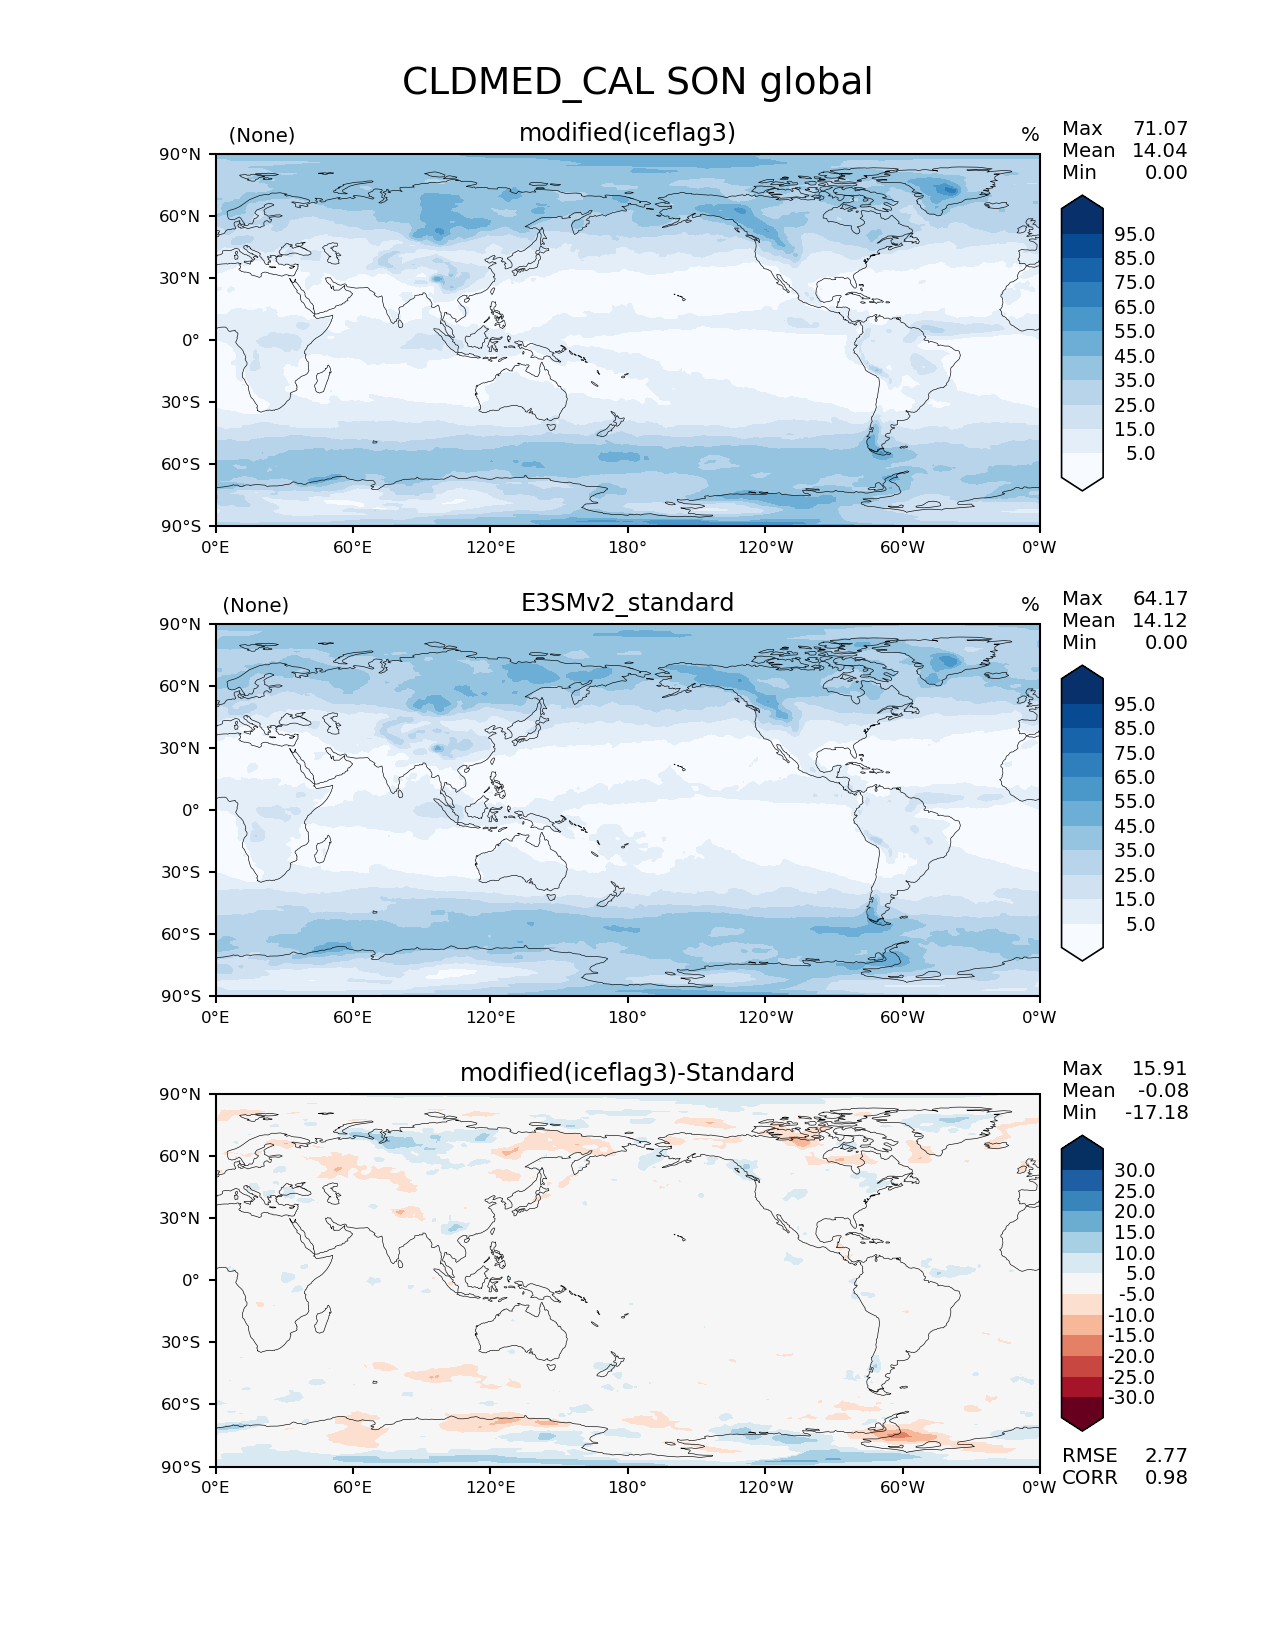 CLDMED_CAL SON global
(None) modified(iceflag3) %
Max 71.07
Mean 14.04
Min 0.00
90°N
60°N
30°N
0°
30°S
60°S
90°S
0°E 60°E 120°E 180° 120°W 60°W 0°W
95.0
85.0
75.0
65.0
55.0
45.0
35.0
25.0
15.0
5.0
(None) E3SMv2_standard %
Max 64.17
Mean 14.12
Min 0.00
90°N
60°N
30°N
0°
30°S
60°S
90°S
0°E 60°E 120°E 180° 120°W 60°W 0°W
95.0
85.0
75.0
65.0
55.0
45.0
35.0
25.0
15.0
5.0
modified(iceflag3)-Standard
Max 15.91
Mean -0.08
Min -17.18
90°N
60°N
30°N
0°
30°S
60°S
90°S
0°E 60°E 120°E 180° 120°W 60°W 0°W
30.0
25.0
20.0
15.0
10.0
5.0
-5.0
-10.0
-15.0
-20.0
-25.0
-30.0
RMSE 2.77
CORR 0.98